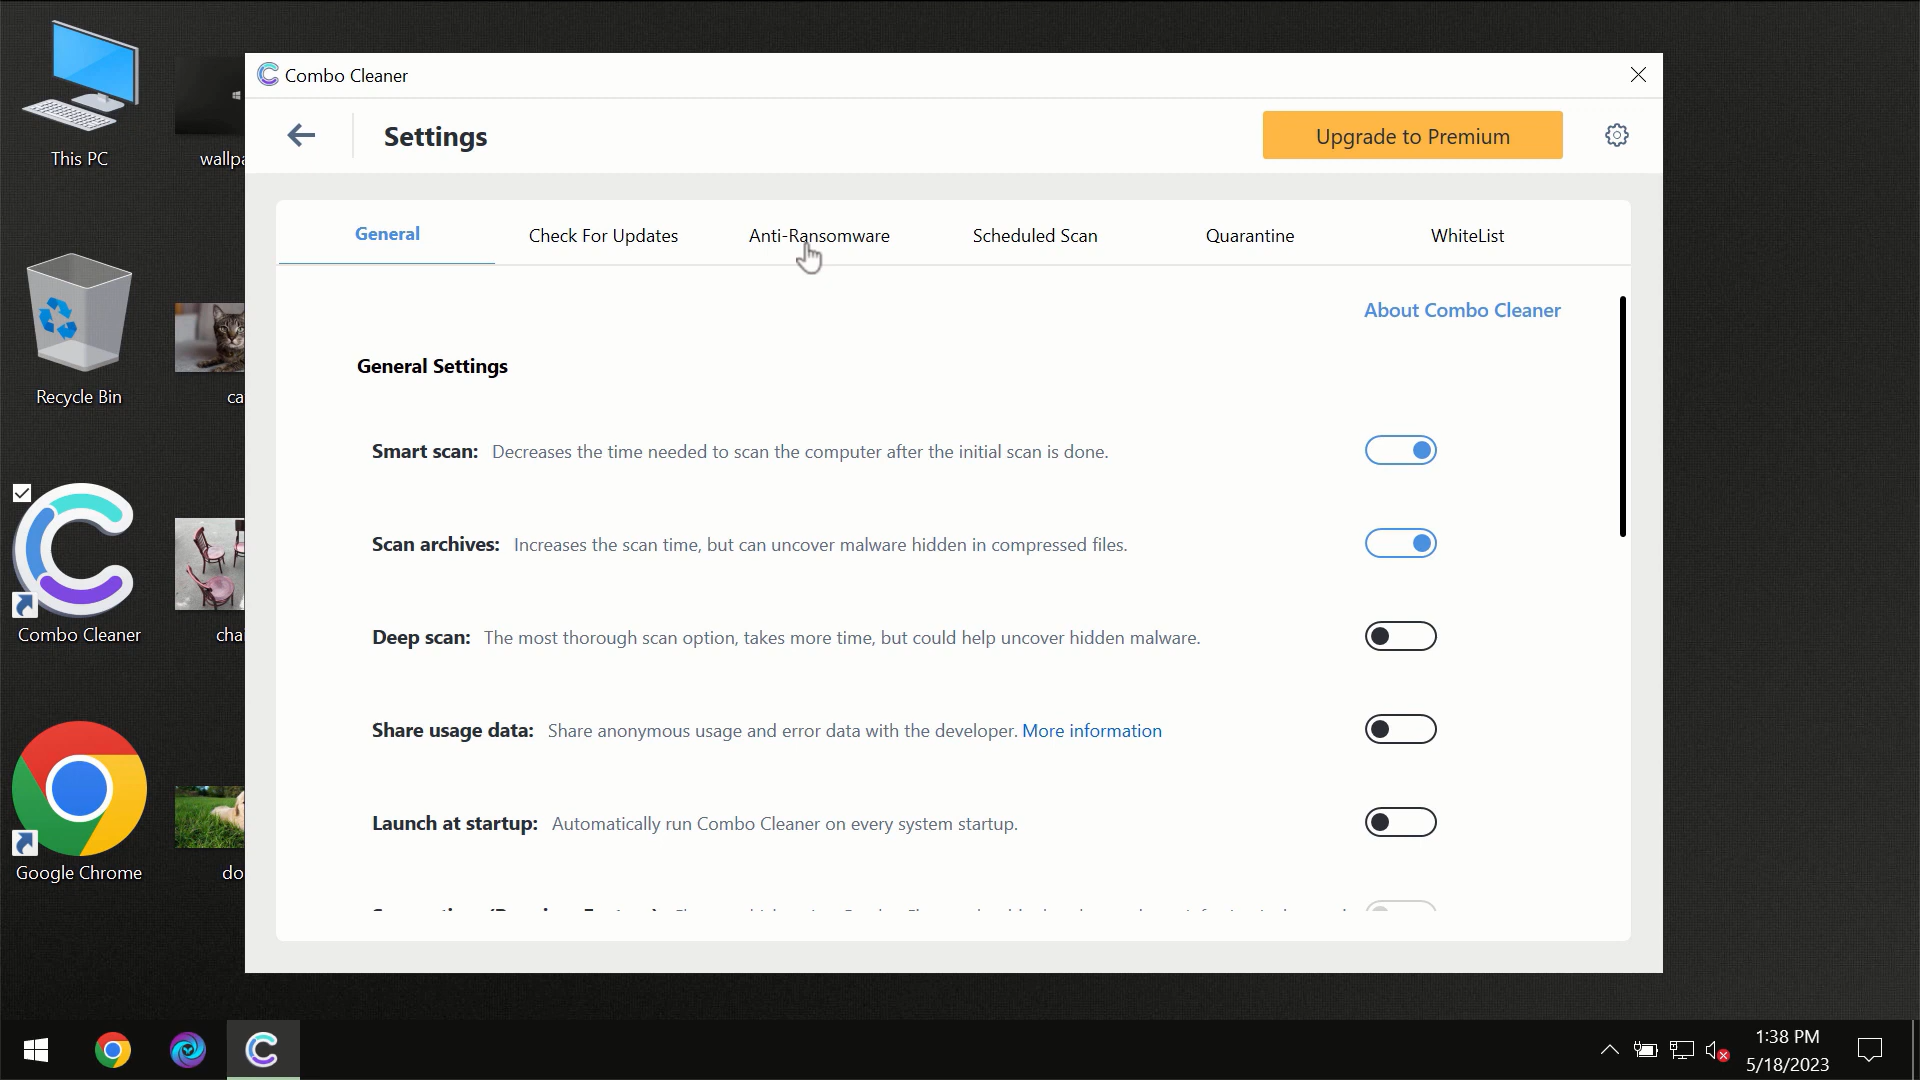 Combo Cleaner
Settings
Upgrade to Premium
General
Check For Updates
Anti-Ransomware
Scheduled Scan
Quarantine
WhiteList
About Combo Cleaner
General Settings
Smart scan: Decreases the time needed to scan the computer after the initial scan is done.
Scan archives: Increases the scan time, but can uncover malware hidden in compressed files.
Deep scan: The most thorough scan option, takes more time, but could help uncover hidden malware.
Share usage data: Share anonymous usage and error data with the developer. More information
Launch at startup: Automatically run Combo Cleaner on every system startup.
This PC
wallpa
Recycle Bin
ca
Combo Cleaner
cha
Google Chrome
do
1:38 PM
5/18/2023